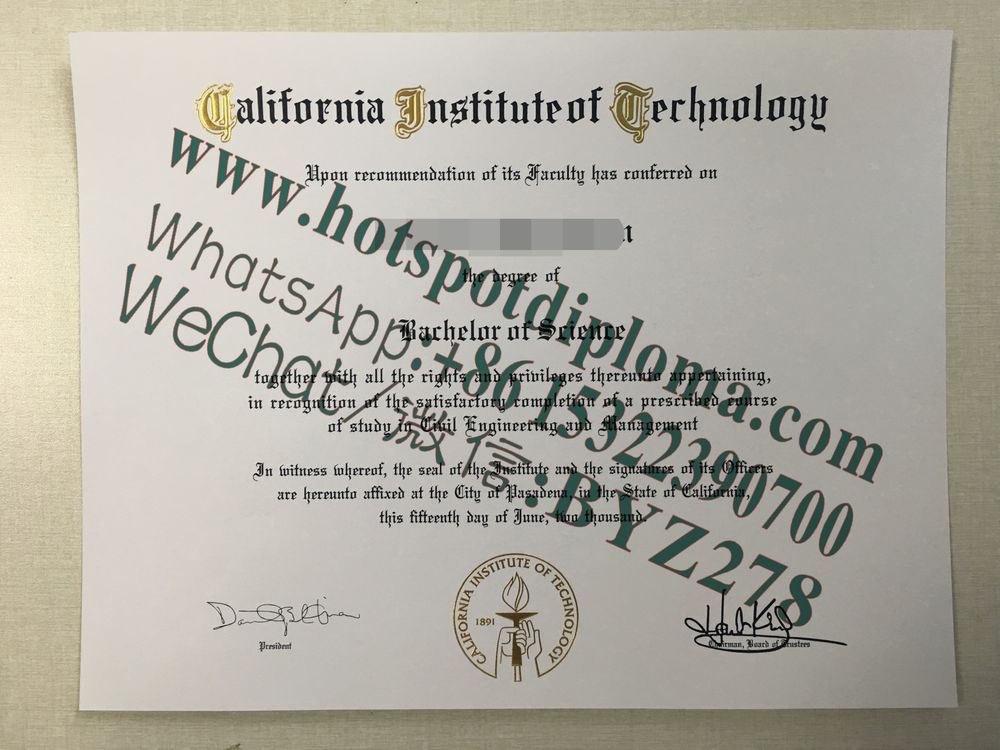 California Institute of Technology
Upon recommendation of its Faculty has conferred on
n
the degree of
Bachelor of Science
together with all the rights and privileges thereunto appertaining,
in recognition of the satisfactory completion of a prescribed course
of study in Civil Engineering and Management
In witness whereof, the seal of the Institute and the signatures of its Officers
are hereunto affixed at the City of Pasadena, in the State of California,
this fifteenth day of June, two thousand.
CALIFORNIA INSTITUTE OF TECHNOLOGY
1891
President
Chairman, Board of Trustees
www.hotspotdiploma.com
WhatsApp:+86 15322390700
WeChat/微信:BYZ278